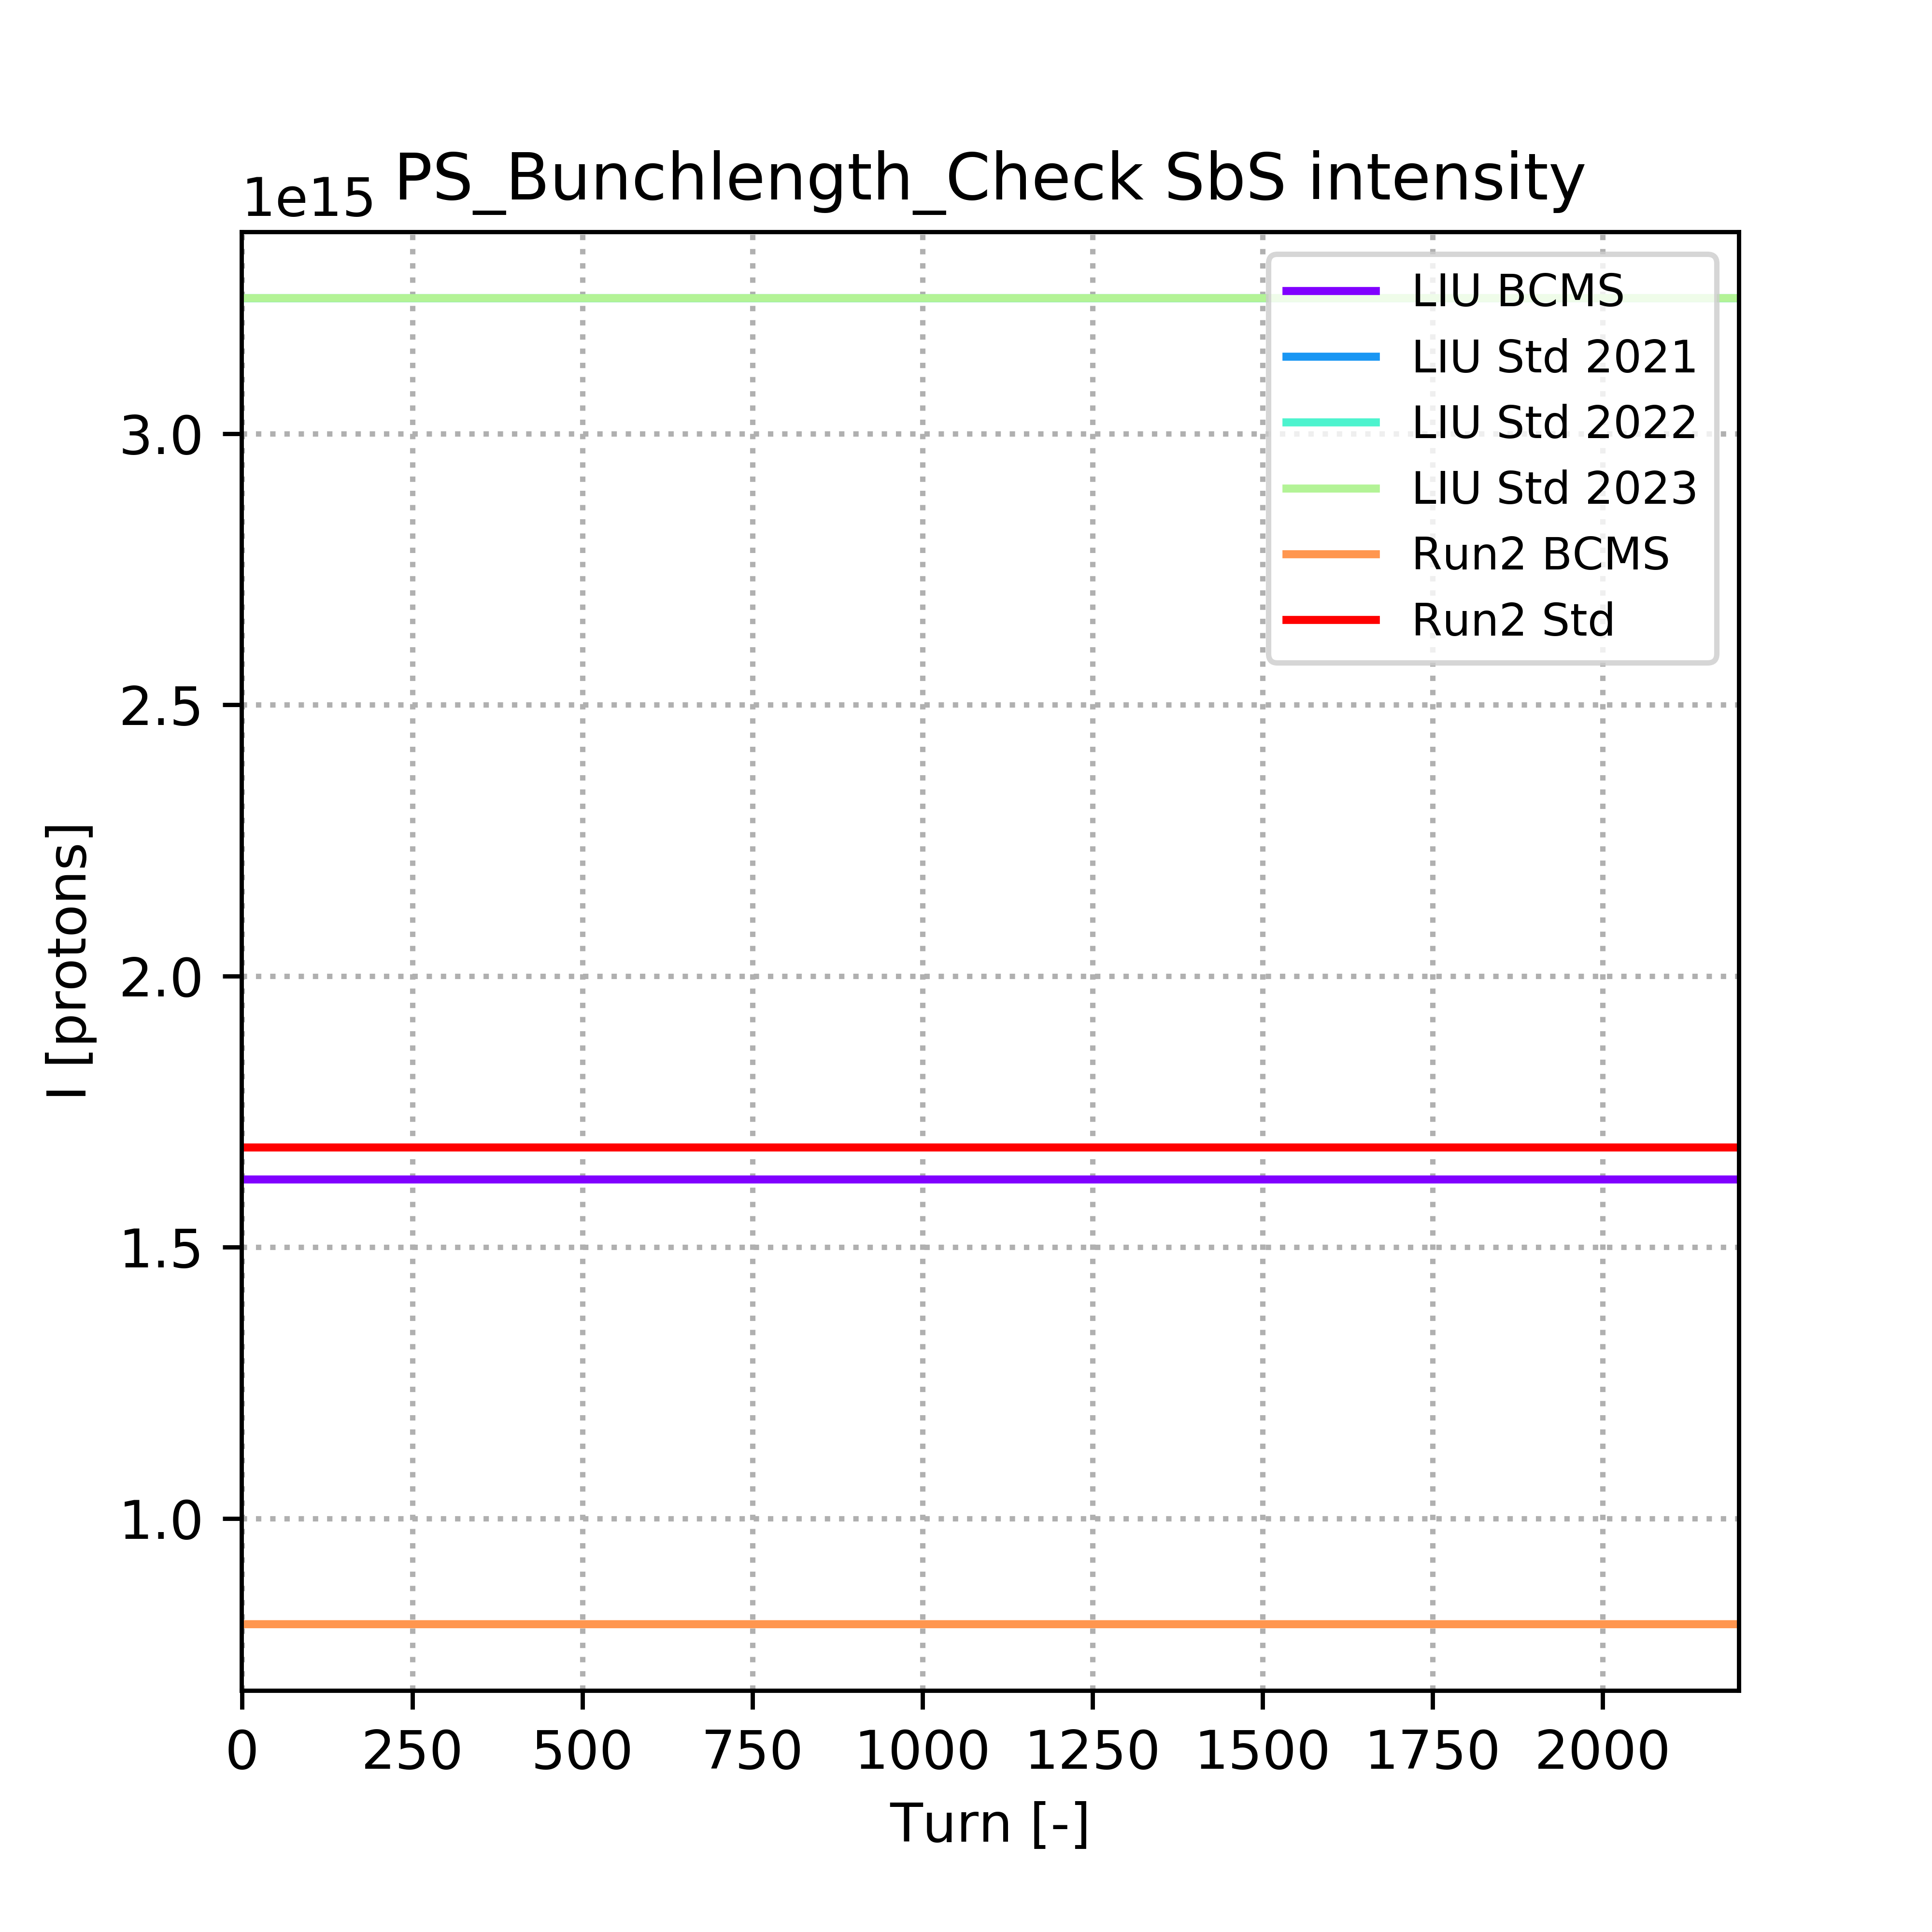 1e15 PS_Bunchlength_Check SbS intensity
LIU BCMS
LIU Std 2021
LIU Std 2022
LIU Std 2023
Run2 BCMS
Run2 Std
3.0
2.5
2.0
1.5
1.0
I [protons]
0 250 500 750 1000 1250 1500 1750 2000
Turn [-]